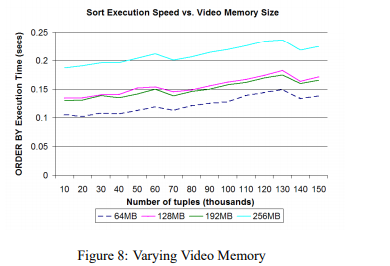 Sort Execution Speed vs. Video Memory Size
ORDER BY Execution Time (secs)
0.25
0.2
0.15
0.1
0.05
0
10 20 30 40 50 60 70 80 90 100 110 120 130 140 150
Number of tuples (thousands)
64MB 128MB 192MB 256MB
Figure 8: Varying Video Memory